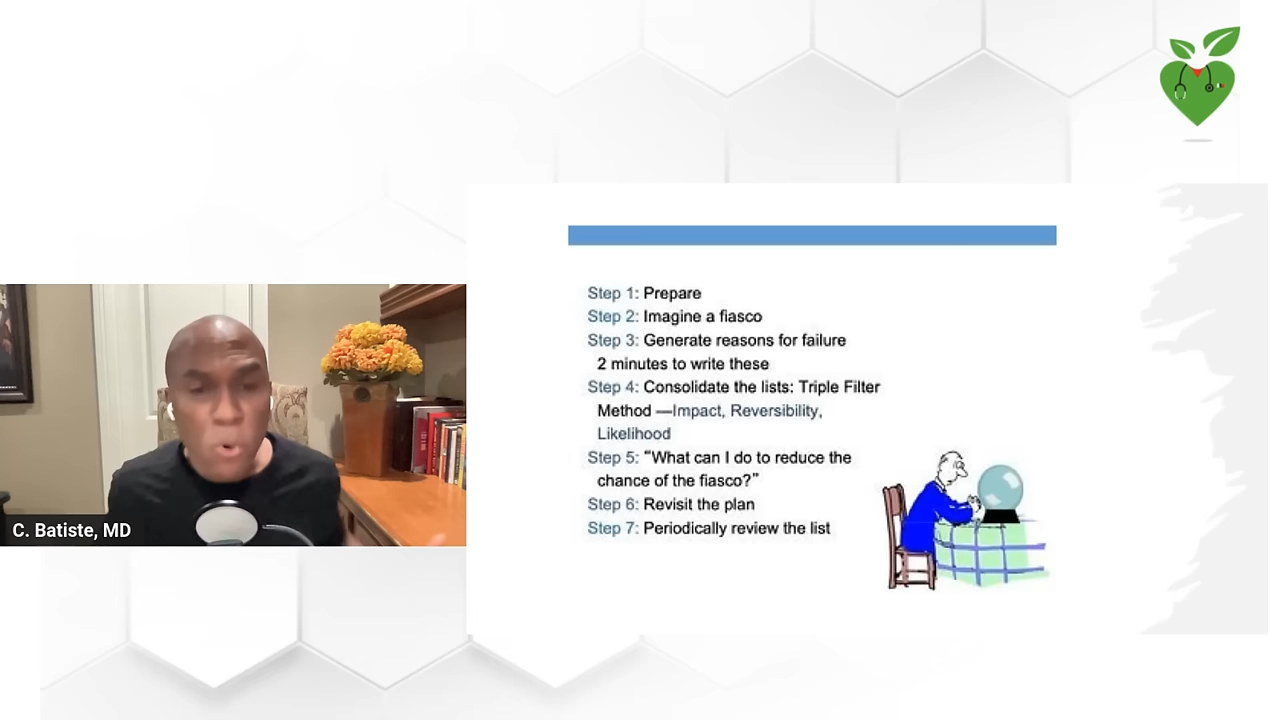 Step 1: Prepare
Step 2: Imagine a fiasco
Step 3: Generate reasons for failure
2 minutes to write these
Step 4: Consolidate the lists: Triple Filter
Method —Impact, Reversibility,
Likelihood
Step 5: "What can I do to reduce the
chance of the fiasco?"
Step 6: Revisit the plan
Step 7: Periodically review the list
C. Batiste, MD